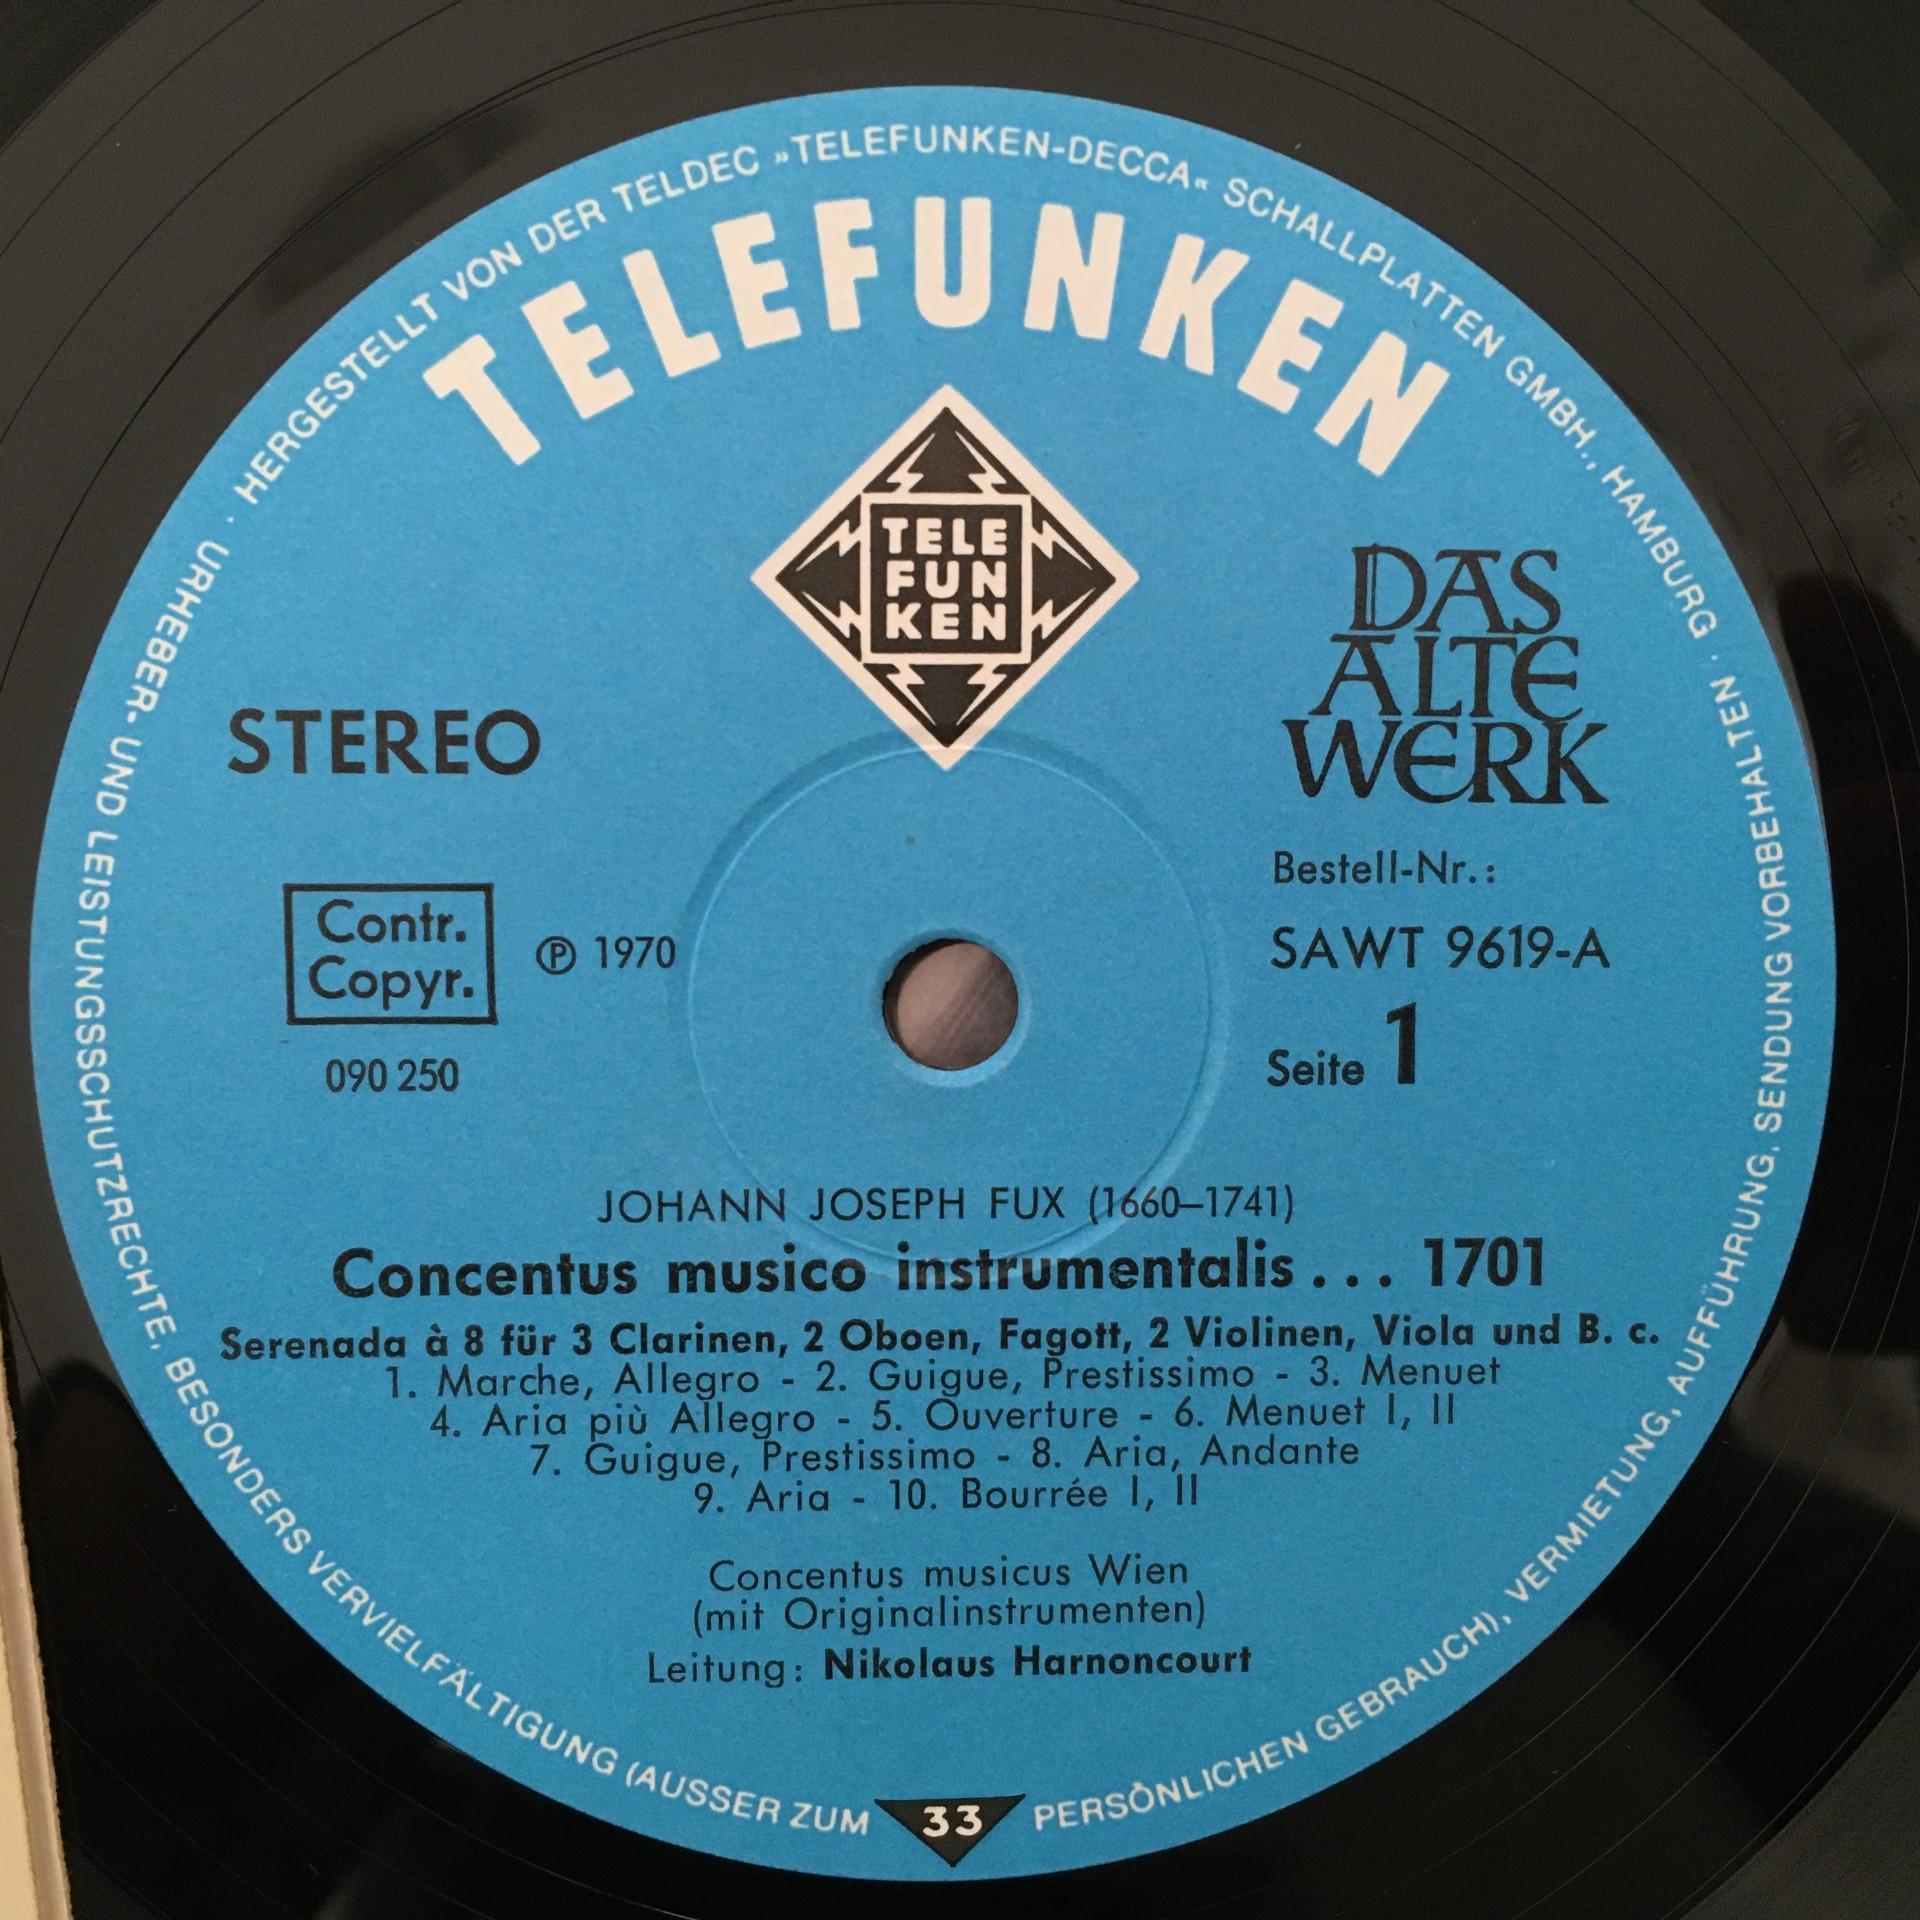 HERGESTELLT VON DER TELDEC »TELEFUNKEN-DECCA« SCHALLPLATTEN GMBH., HAMBURG · URHEBER- UND LEISTUNGSSCHUTZRECHTE, BESONDERS VERVIELFÄLTIGUNG (AUSSER ZUM PERSÖNLICHEN GEBRAUCH), VERMIETUNG, AUFFÜHRUNG, SENDUNG VORBEHALTEN ·
TELEFUNKEN
TELE
FUN
KEN
DAS
ALTE
WERK
STEREO
Bestell-Nr.:
Contr.
Copyr.
℗ 1970
SAWT 9619-A
090 250
Seite 1
JOHANN JOSEPH FUX (1660–1741)
Concentus musico instrumentalis . . . 1701
Serenada à 8 für 3 Clarinen, 2 Oboen, Fagott, 2 Violinen, Viola und B. c.
1. Marche, Allegro - 2. Guigue, Prestissimo - 3. Menuet
4. Aria più Allegro - 5. Ouverture - 6. Menuet I, II
7. Guigue, Prestissimo - 8. Aria, Andante
9. Aria - 10. Bourrée I, II
Concentus musicus Wien
(mit Originalinstrumenten)
Leitung: Nikolaus Harnoncourt
33